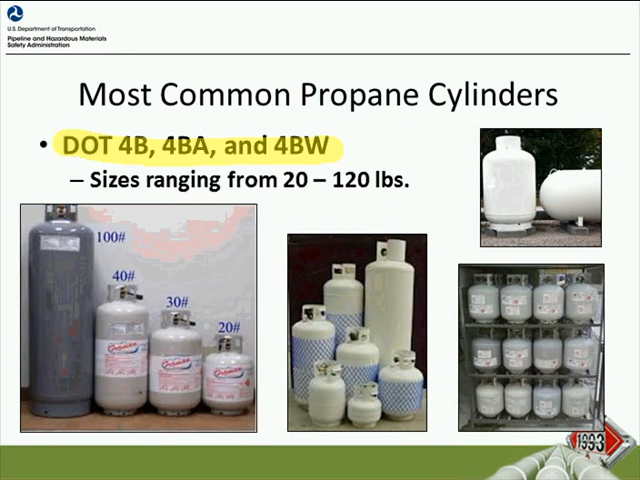 U.S. Department of Transportation
Pipeline and Hazardous Materials
Safety Administration
Most Common Propane Cylinders
• DOT 4B, 4BA, and 4BW
– Sizes ranging from 20 – 120 lbs.
100#
40#
30#
20#
1993